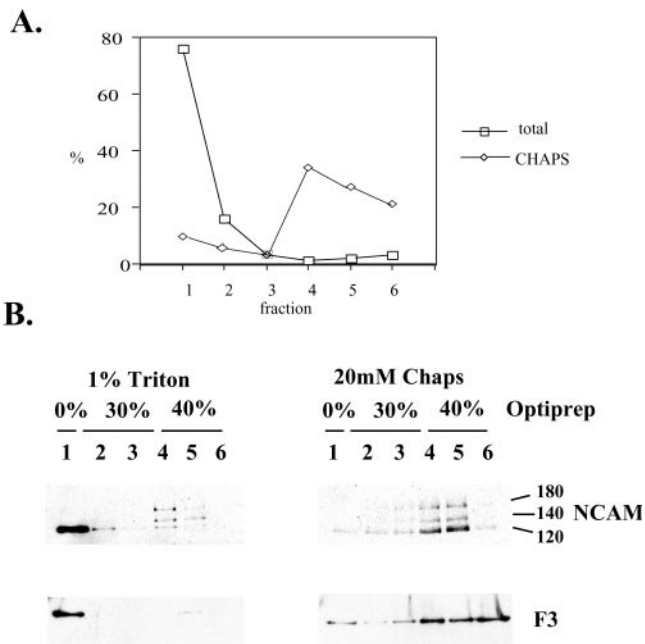 A.
80
60
% 40
20
0
total
CHAPS
1 2 3 4 5 6
fraction
B.
1% Triton 20mM Chaps
0% 30% 40% 0% 30% 40% Optiprep
1 2 3 4 5 6 1 2 3 4 5 6
180
140 NCAM
120
F3